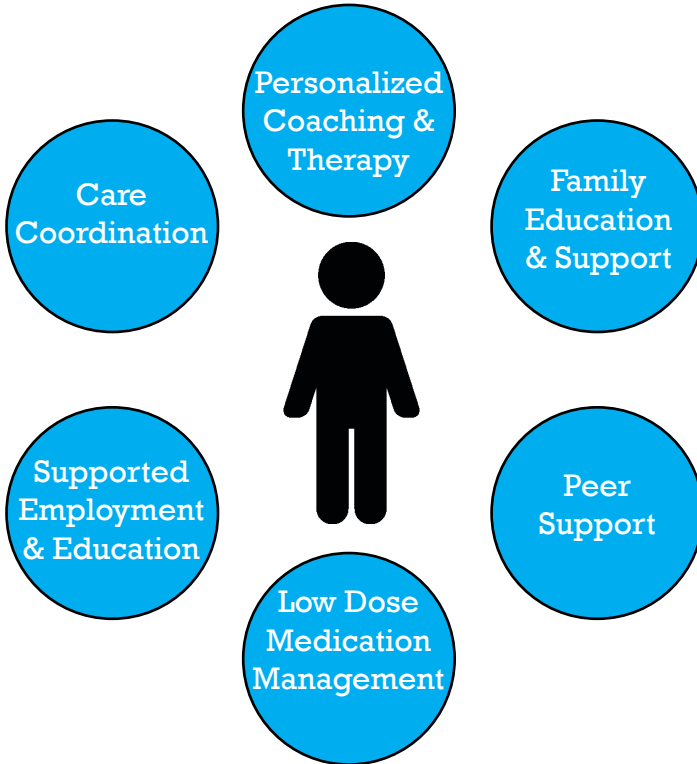 Personalized
Coaching &
Therapy
Family
Education
& Support
Peer
Support
Low Dose
Medication
Management
Supported
Employment
& Education
Care
Coordination